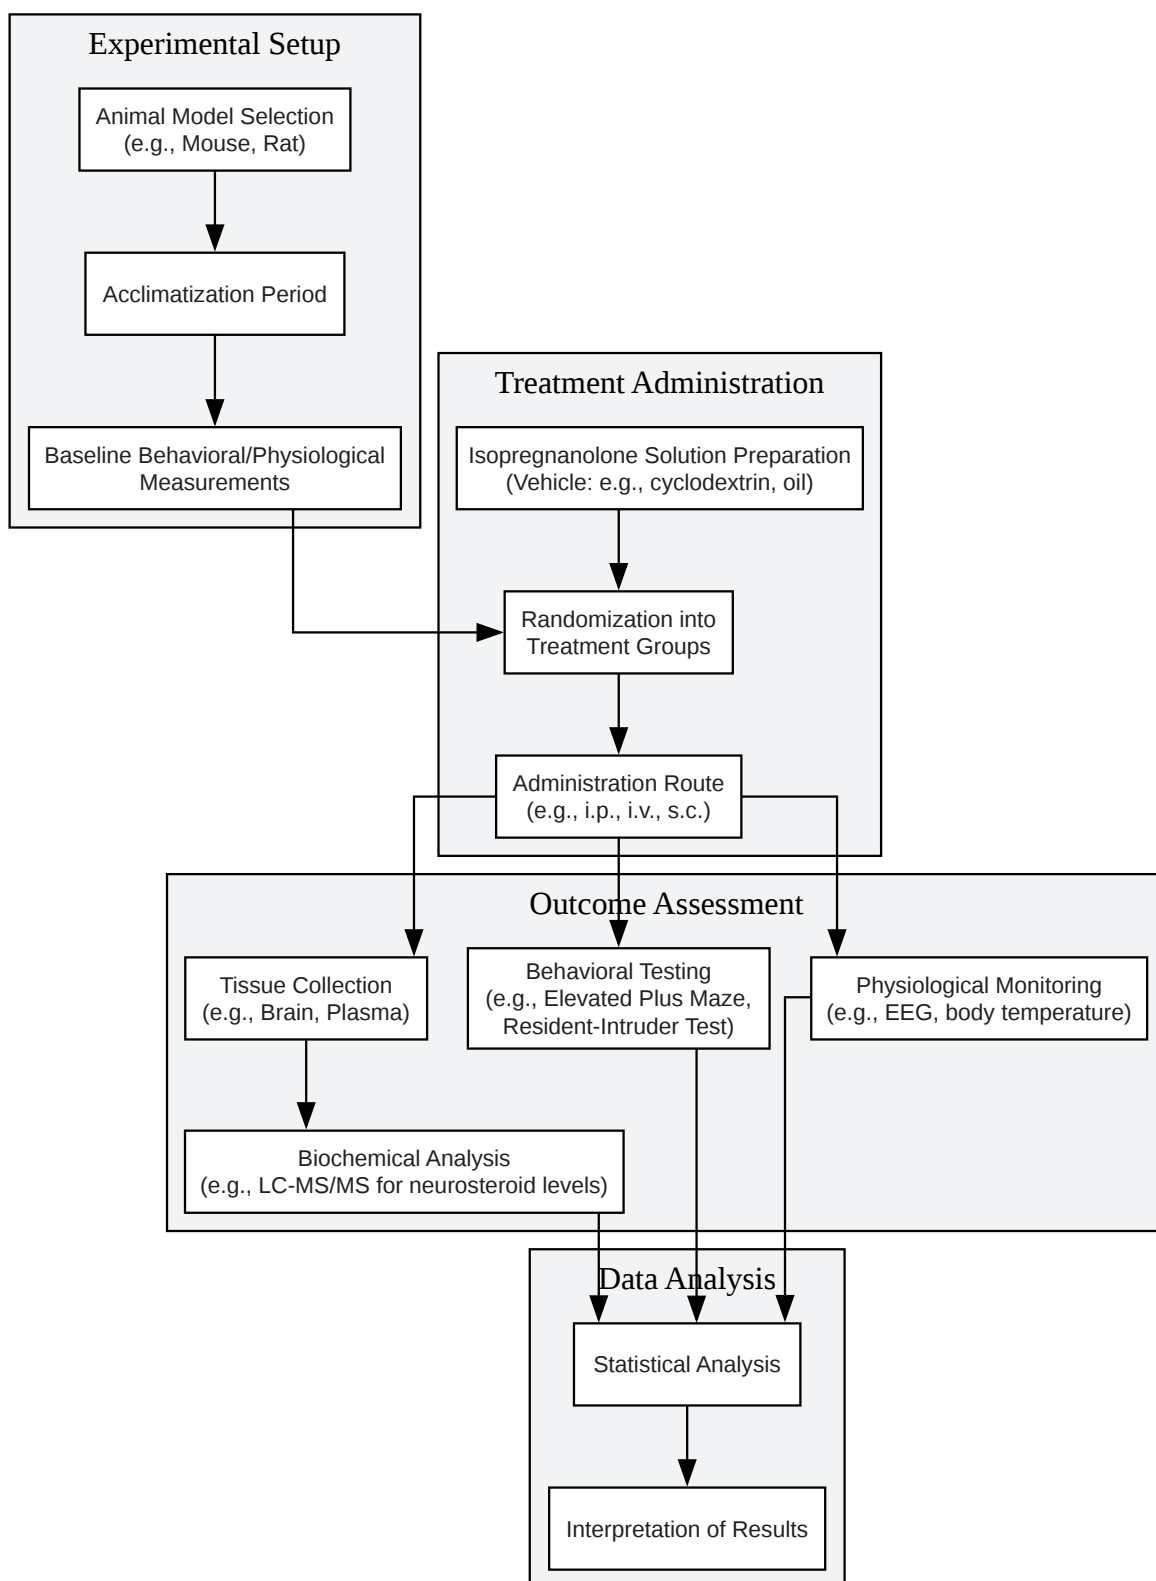 Experimental Setup
Animal Model Selection
(e.g., Mouse, Rat)
Acclimatization Period
Baseline Behavioral/Physiological
Measurements
Treatment Administration
Isopregnanolone Solution Preparation
(Vehicle: e.g., cyclodextrin, oil)
Randomization into
Treatment Groups
Administration Route
(e.g., i.p., i.v., s.c.)
Outcome Assessment
Tissue Collection
(e.g., Brain, Plasma)
Behavioral Testing
(e.g., Elevated Plus Maze,
Resident-Intruder Test)
Physiological Monitoring
(e.g., EEG, body temperature)
Biochemical Analysis
(e.g., LC-MS/MS for neurosteroid levels)
Data Analysis
Statistical Analysis
Interpretation of Results